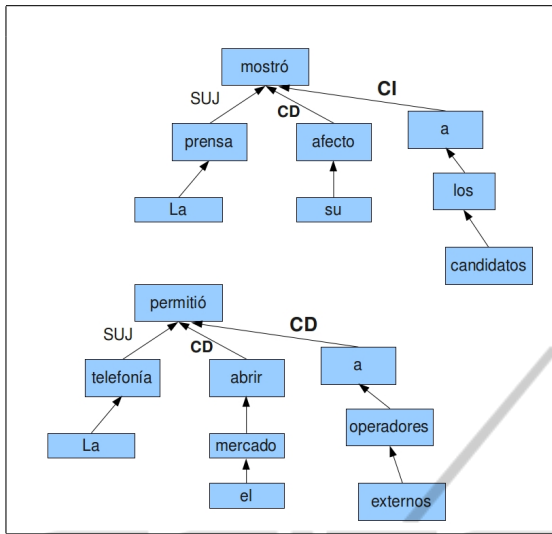 mostró
SUJ CD CI
prensa afecto a
La su los
candidatos
permitió
SUJ CD CD
telefonía abrir a
La mercado operadores
el externos